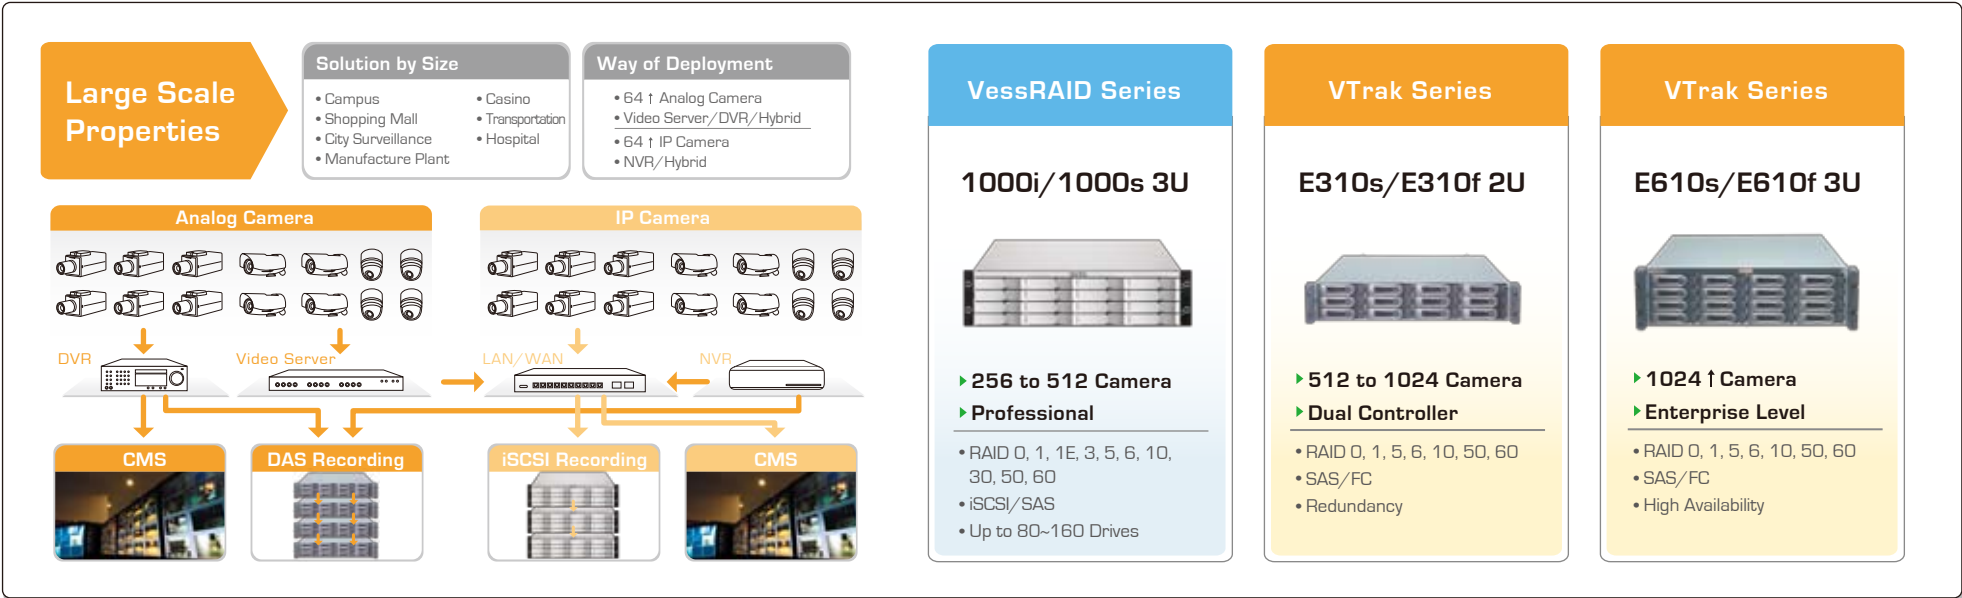 Large Scale
Properties
Solution by Size
• Campus
• Shopping Mall
• City Surveillance
• Manufacture Plant
• Casino
• Transportation
• Hospital
Way of Deployment
• 64 ↑ Analog Camera
• Video Server/DVR/Hybrid
• 64 ↑ IP Camera
• NVR/Hybrid
Analog Camera
IP Camera
DVR
Video Server
LAN/WAN
NVR
CMS
DAS Recording
iSCSI Recording
CMS
VessRAID Series
1000i/1000s 3U
256 to 512 Camera
Professional
• RAID 0, 1, 1E, 3, 5, 6, 10,
30, 50, 60
• iSCSI/SAS
• Up to 80~160 Drives
VTrak Series
E310s/E310f 2U
512 to 1024 Camera
Dual Controller
• RAID 0, 1, 5, 6, 10, 50, 60
• SAS/FC
• Redundancy
VTrak Series
E610s/E610f 3U
1024 ↑ Camera
Enterprise Level
• RAID 0, 1, 5, 6, 10, 50, 60
• SAS/FC
• High Availability